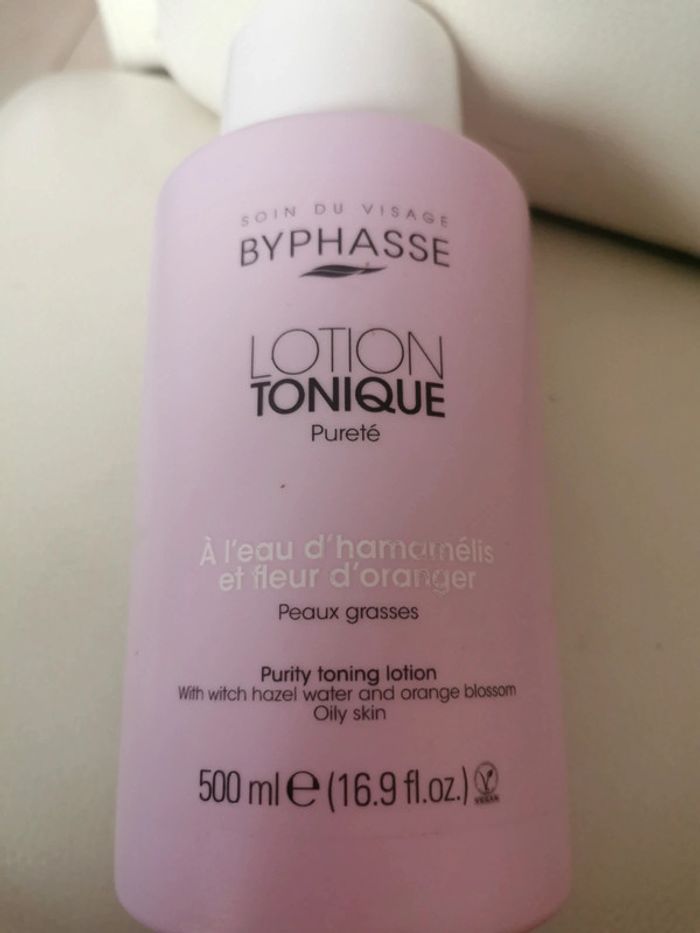 SOIN DU VISAGE
BYPHASSE
LOTION
TONIQUE
Pureté
À l'eau d'hamamélis
et fleur d'oranger
Peaux grasses
Purity toning lotion
With witch hazel water and orange blossom
Oily skin
500 ml e (16.9 fl.oz.)
VEGAN